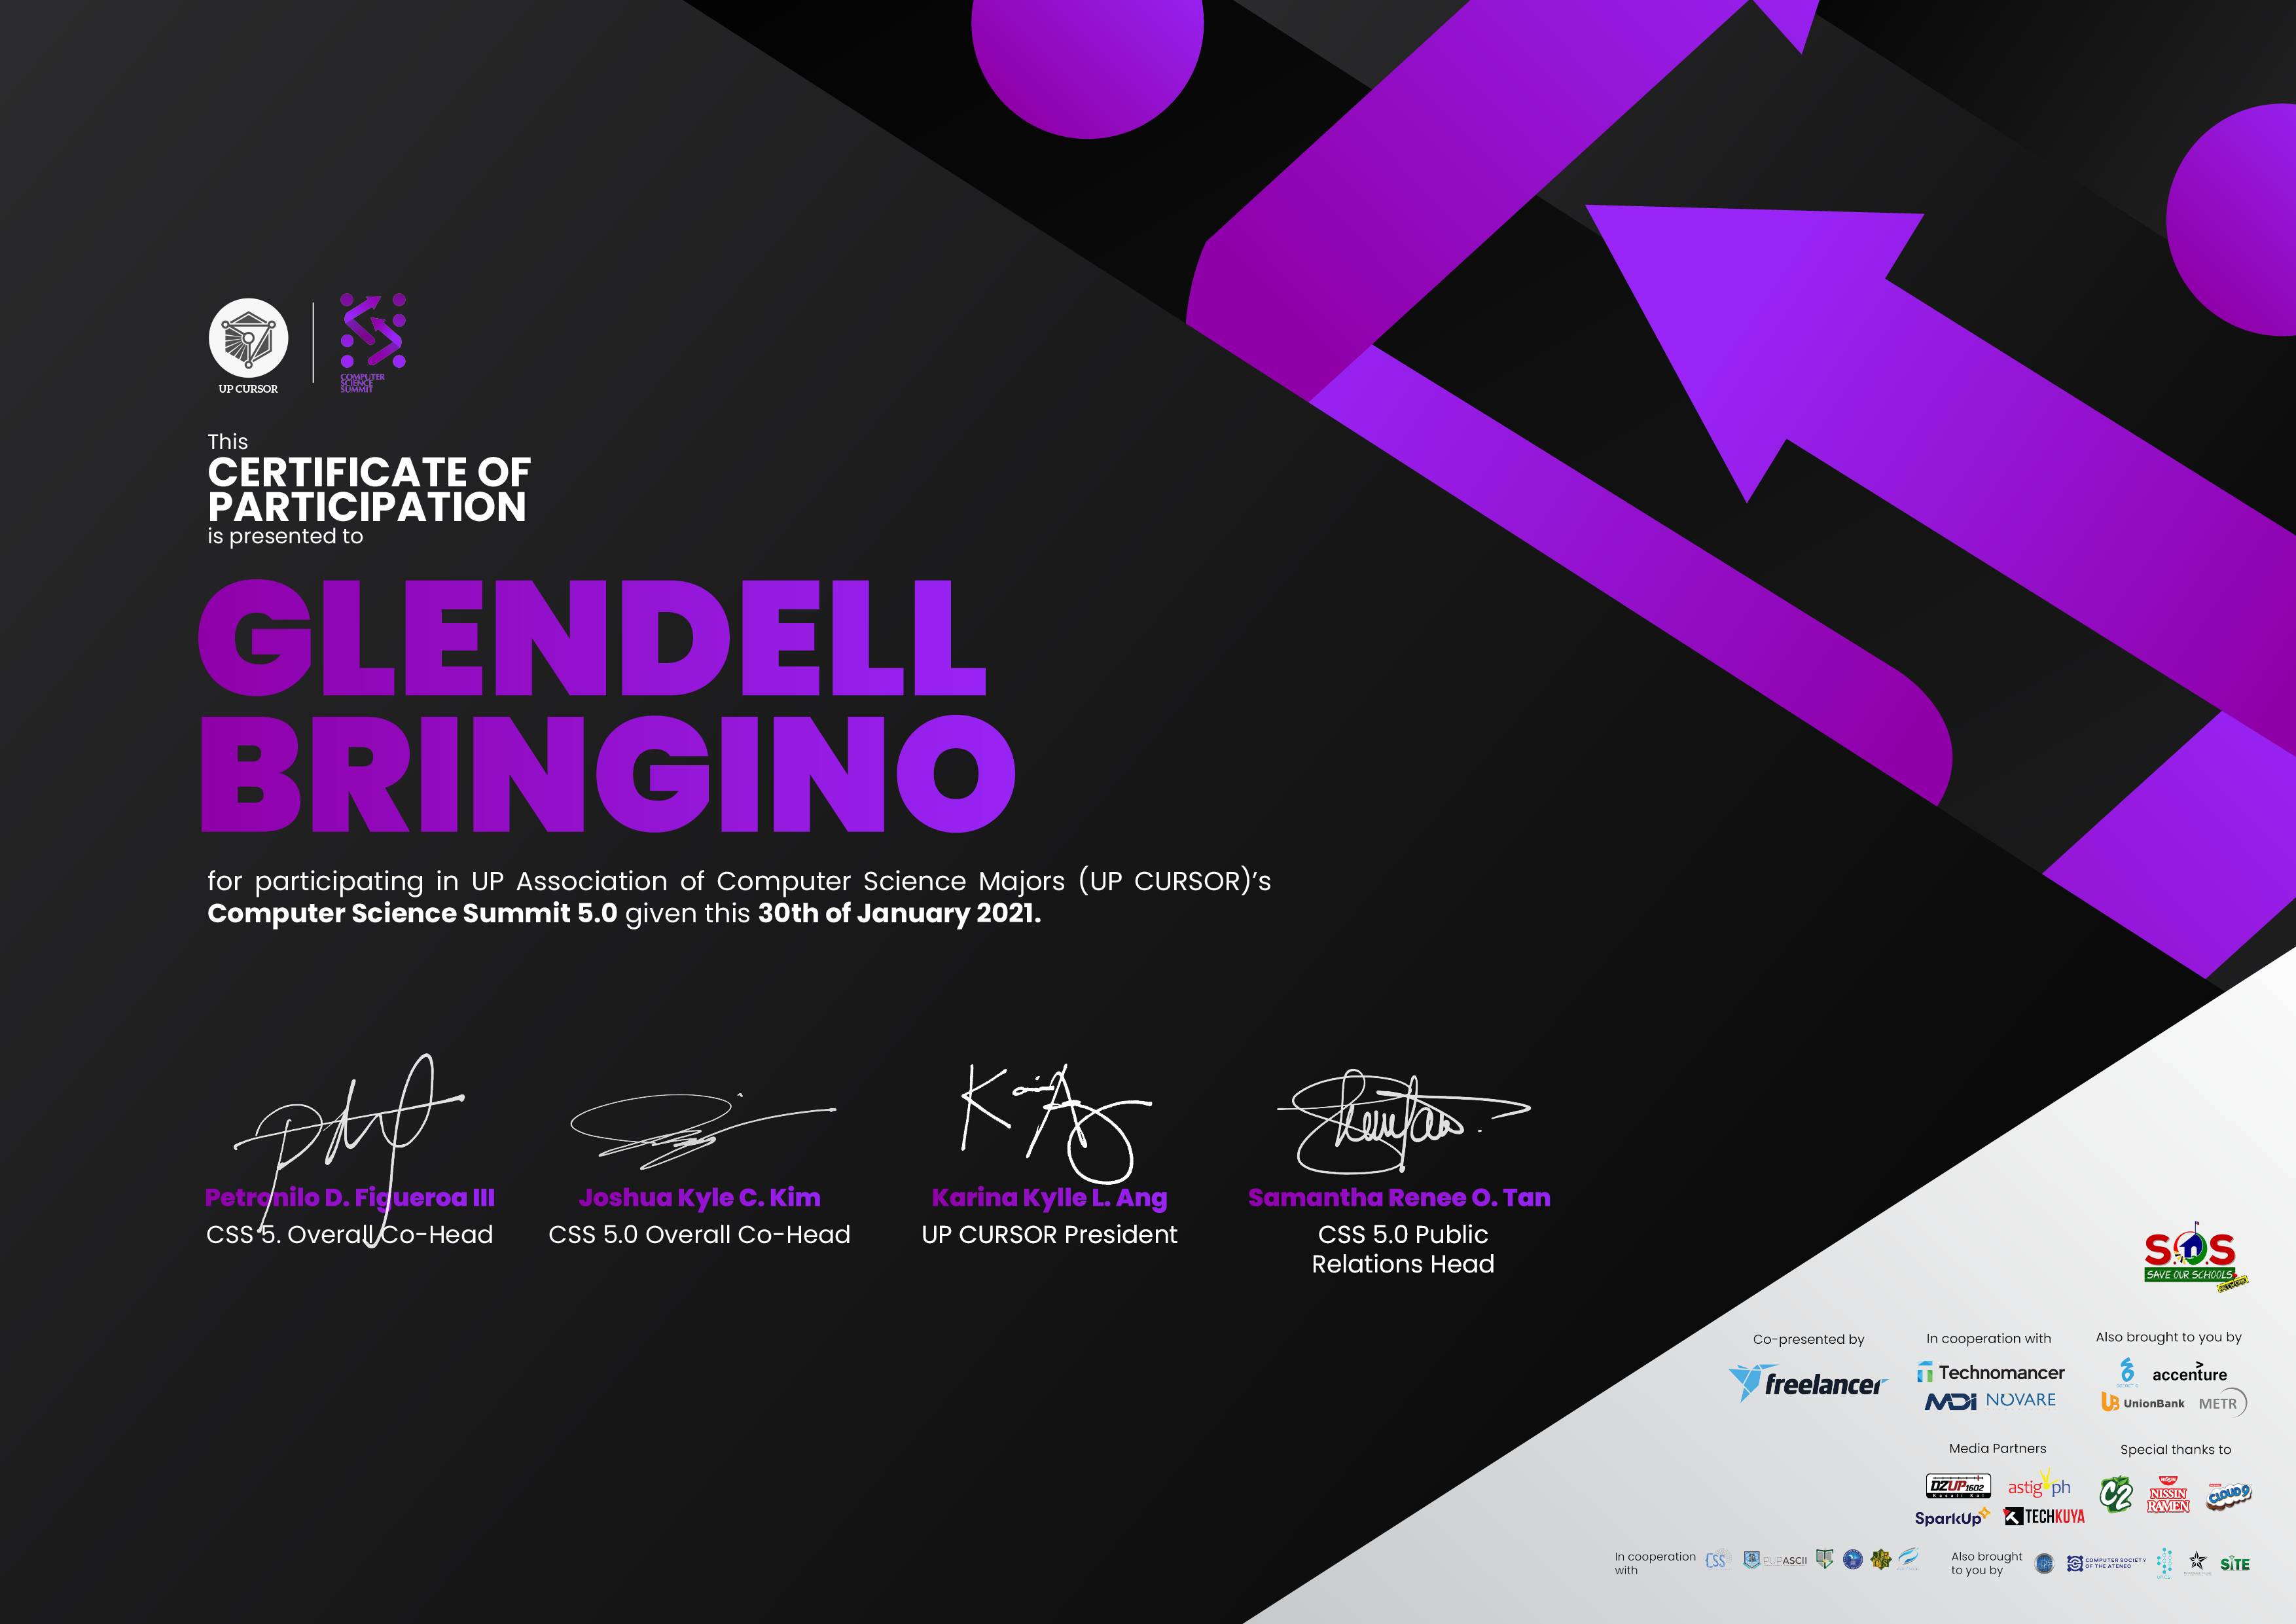 UP CURSOR
COMPUTER
SCIENCE
SUMMIT
This
CERTIFICATE OF
PARTICIPATION
is presented to
GLENDELL
BRINGINO
for participating in UP Association of Computer Science Majors (UP CURSOR)’s
Computer Science Summit 5.0 given this 30th of January 2021.
Petronilo D. Figueroa III
CSS 5. Overall Co-Head
Joshua Kyle C. Kim
CSS 5.0 Overall Co-Head
Karina Kylle L. Ang
UP CURSOR President
Samantha Renee O. Tan
CSS 5.0 Public
Relations Head
S.O.S
SAVE OUR SCHOOLS
NETWORK
Co-presented by
freelancer
In cooperation with
Technomancer
MDi NOVARE
Also brought to you by
accenture
UB UnionBank METR
Media Partners
DZUP1602
astig ph
SparkUp TECHKUYA
Special thanks to
C2
NISSIN
NISSIN
RAMEN
CLOUD9
In cooperation
with
CSS
PUPASCII
Also brought
to you by
COMPUTER SOCIETY
OF THE ATENEO
SITE